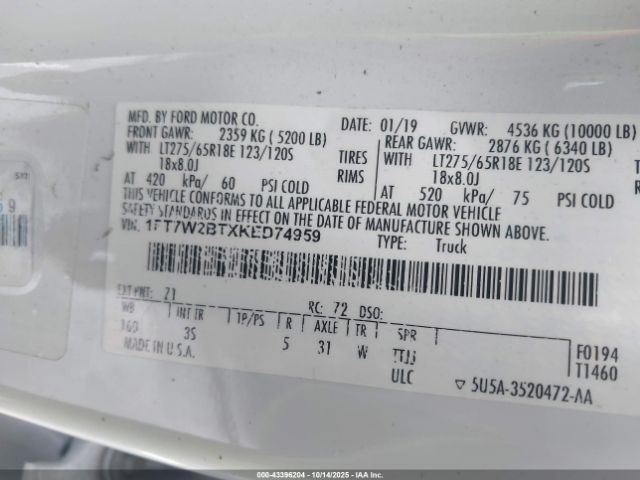 MFD. BY FORD MOTOR CO.
DATE: 01/19 GVWR: 4536 KG (10000 LB)
FRONT GAWR: 2359 KG (5200 LB)
REAR GAWR: 2876 KG (6340 LB)
WITH LT275/65R18E 123/120S TIRES
WITH LT275/65R18E 123/120S
18x8.0J RIMS 18x8.0J
AT 420 kPa/ 60 PSI COLD
AT 520 kPa/ 75 PSI COLD
THIS VEHICLE CONFORMS TO ALL APPLICABLE FEDERAL MOTOR VEHICLE
SAFETY STANDARDS IN EFFECT ON THE DATE OF MANUFACTURE SHOWN ABOVE.
VIN: 1FT7W2BTXKED74959
TYPE: Truck
EXT PNT: Z1 RC: 72 DSO:
WB INT TR TP/PS R AXLE TR SPR
160 3S 5 31 W
F0194
T1460
MADE IN U.S.A. ULC
▽ 5U5A-3520472-AA
000-43396204 - 10/14/2025 - COPYRIGHT IAA, LLC.